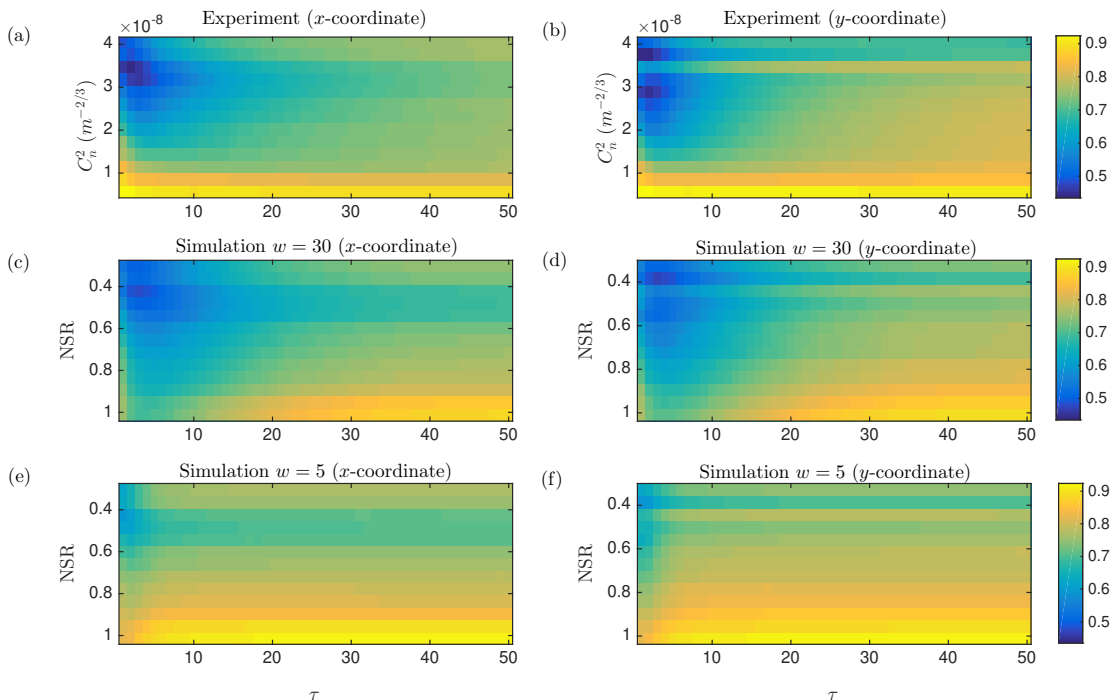 (a)
×10⁻⁸
Experiment (x-coordinate)
4
3
2
1
C_n^2 (m^{-2/3})
10 20 30 40 50
(b)
×10⁻⁸
Experiment (y-coordinate)
4
3
2
1
C_n^2 (m^{-2/3})
10 20 30 40 50
0.9
0.8
0.7
0.6
0.5
(c)
Simulation w = 30 (x-coordinate)
0.4
0.6
0.8
1
NSR
10 20 30 40 50
(d)
Simulation w = 30 (y-coordinate)
0.4
0.6
0.8
1
NSR
10 20 30 40 50
0.9
0.8
0.7
0.6
0.5
(e)
Simulation w = 5 (x-coordinate)
0.4
0.6
0.8
1
NSR
10 20 30 40 50
τ
(f)
Simulation w = 5 (y-coordinate)
0.4
0.6
0.8
1
NSR
10 20 30 40 50
τ
0.9
0.8
0.7
0.6
0.5